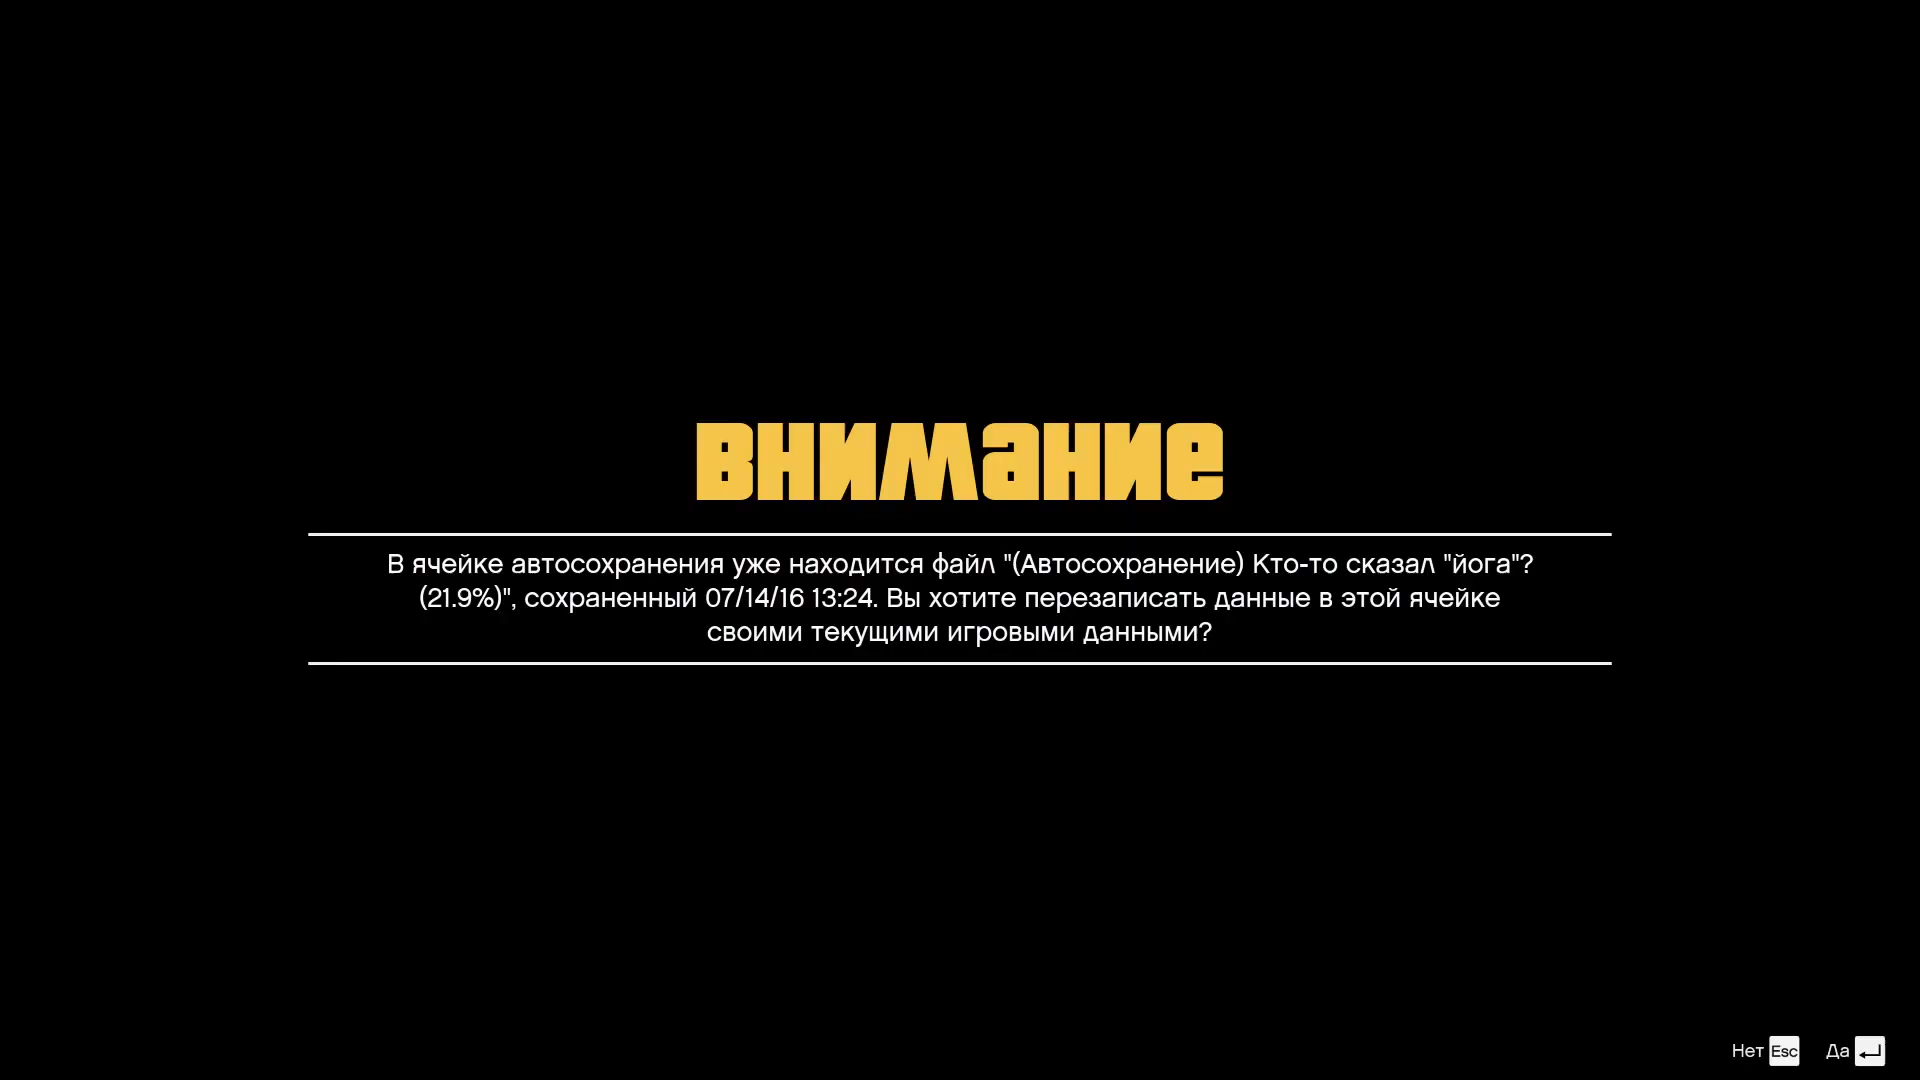 внимание
В ячейке автосохранения уже находится файл "(Автосохранение) Кто-то сказал "йога"?
(21.9%)", сохраненный 07/14/16 13:24. Вы хотите перезаписать данные в этой ячейке
своими текущими игровыми данными?
Нет Esc Да